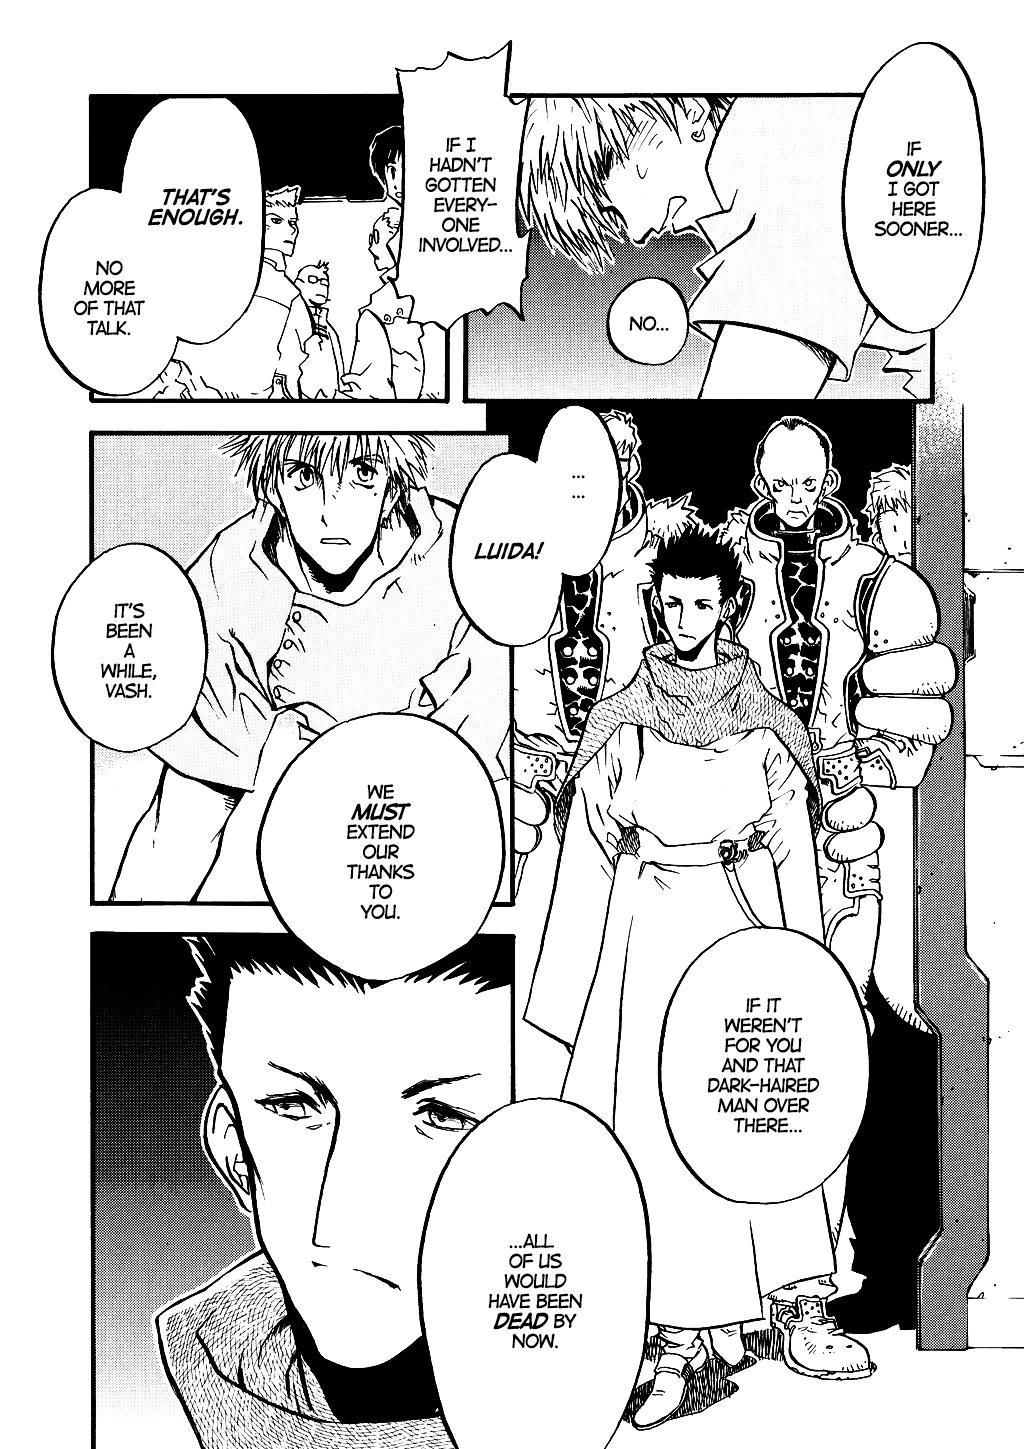 IF
ONLY
I GOT
HERE
SOONER...
NO...
IF I
HADN'T
GOTTEN
EVERY-
ONE
INVOLVED...
THAT'S
ENOUGH.
NO
MORE
OF THAT
TALK.
...
...
LUIDA!
IT'S
BEEN
A
WHILE,
VASH.
WE
MUST
EXTEND
OUR
THANKS
TO
YOU.
IF IT
WEREN'T
FOR YOU
AND THAT
DARK-HAIRED
MAN OVER
THERE...
...ALL
OF US
WOULD
HAVE BEEN
DEAD BY
NOW.